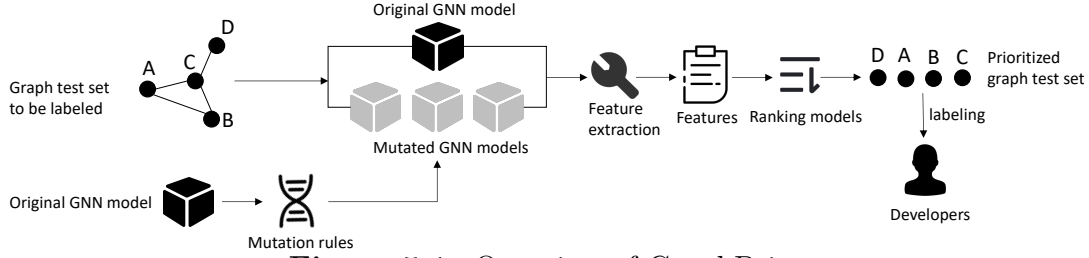 Original GNN model
D
A
C
B
Graph test set
to be labeled
Mutated GNN models
Feature
extraction
Features
Ranking models
D A B C
Prioritized
graph test set
labeling
Developers
Original GNN model
Mutation rules